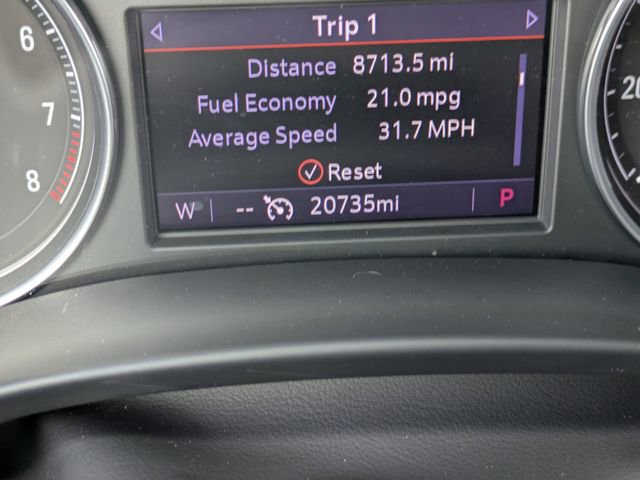 Trip 1
Distance 8713.5 mi
Fuel Economy 21.0 mpg
Average Speed 31.7 MPH
Reset
W -- 20735mi P
6
7
8
20